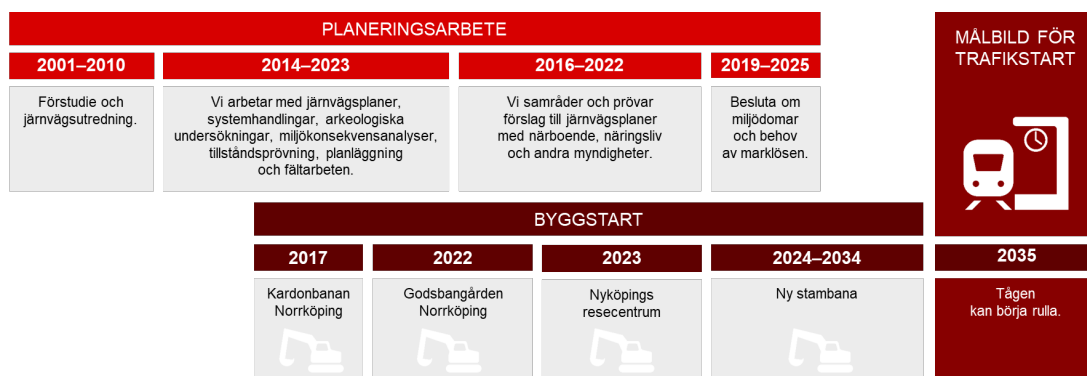 PLANERINGSARBETE
2001–2010
Förstudie och
järnvägsutredning.
2014–2023
Vi arbetar med järnvägsplaner,
systemhandlingar, arkeologiska
undersökningar, miljökonsekvensanalyser,
tillståndsprövning, planläggning
och fältarbeten.
2016–2022
Vi samråder och prövar
förslag till järnvägsplaner
med närboende, näringsliv
och andra myndigheter.
2019–2025
Besluta om
miljödomar
och behov
av marklösen.
MÅLBILD FÖR
TRAFIKSTART
BYGGSTART
2017
Kardonbanan
Norrköping
2022
Godsbangården
Norrköping
2023
Nyköpings
resecentrum
2024–2034
Ny stambana
2035
Tågen
kan börja rulla.